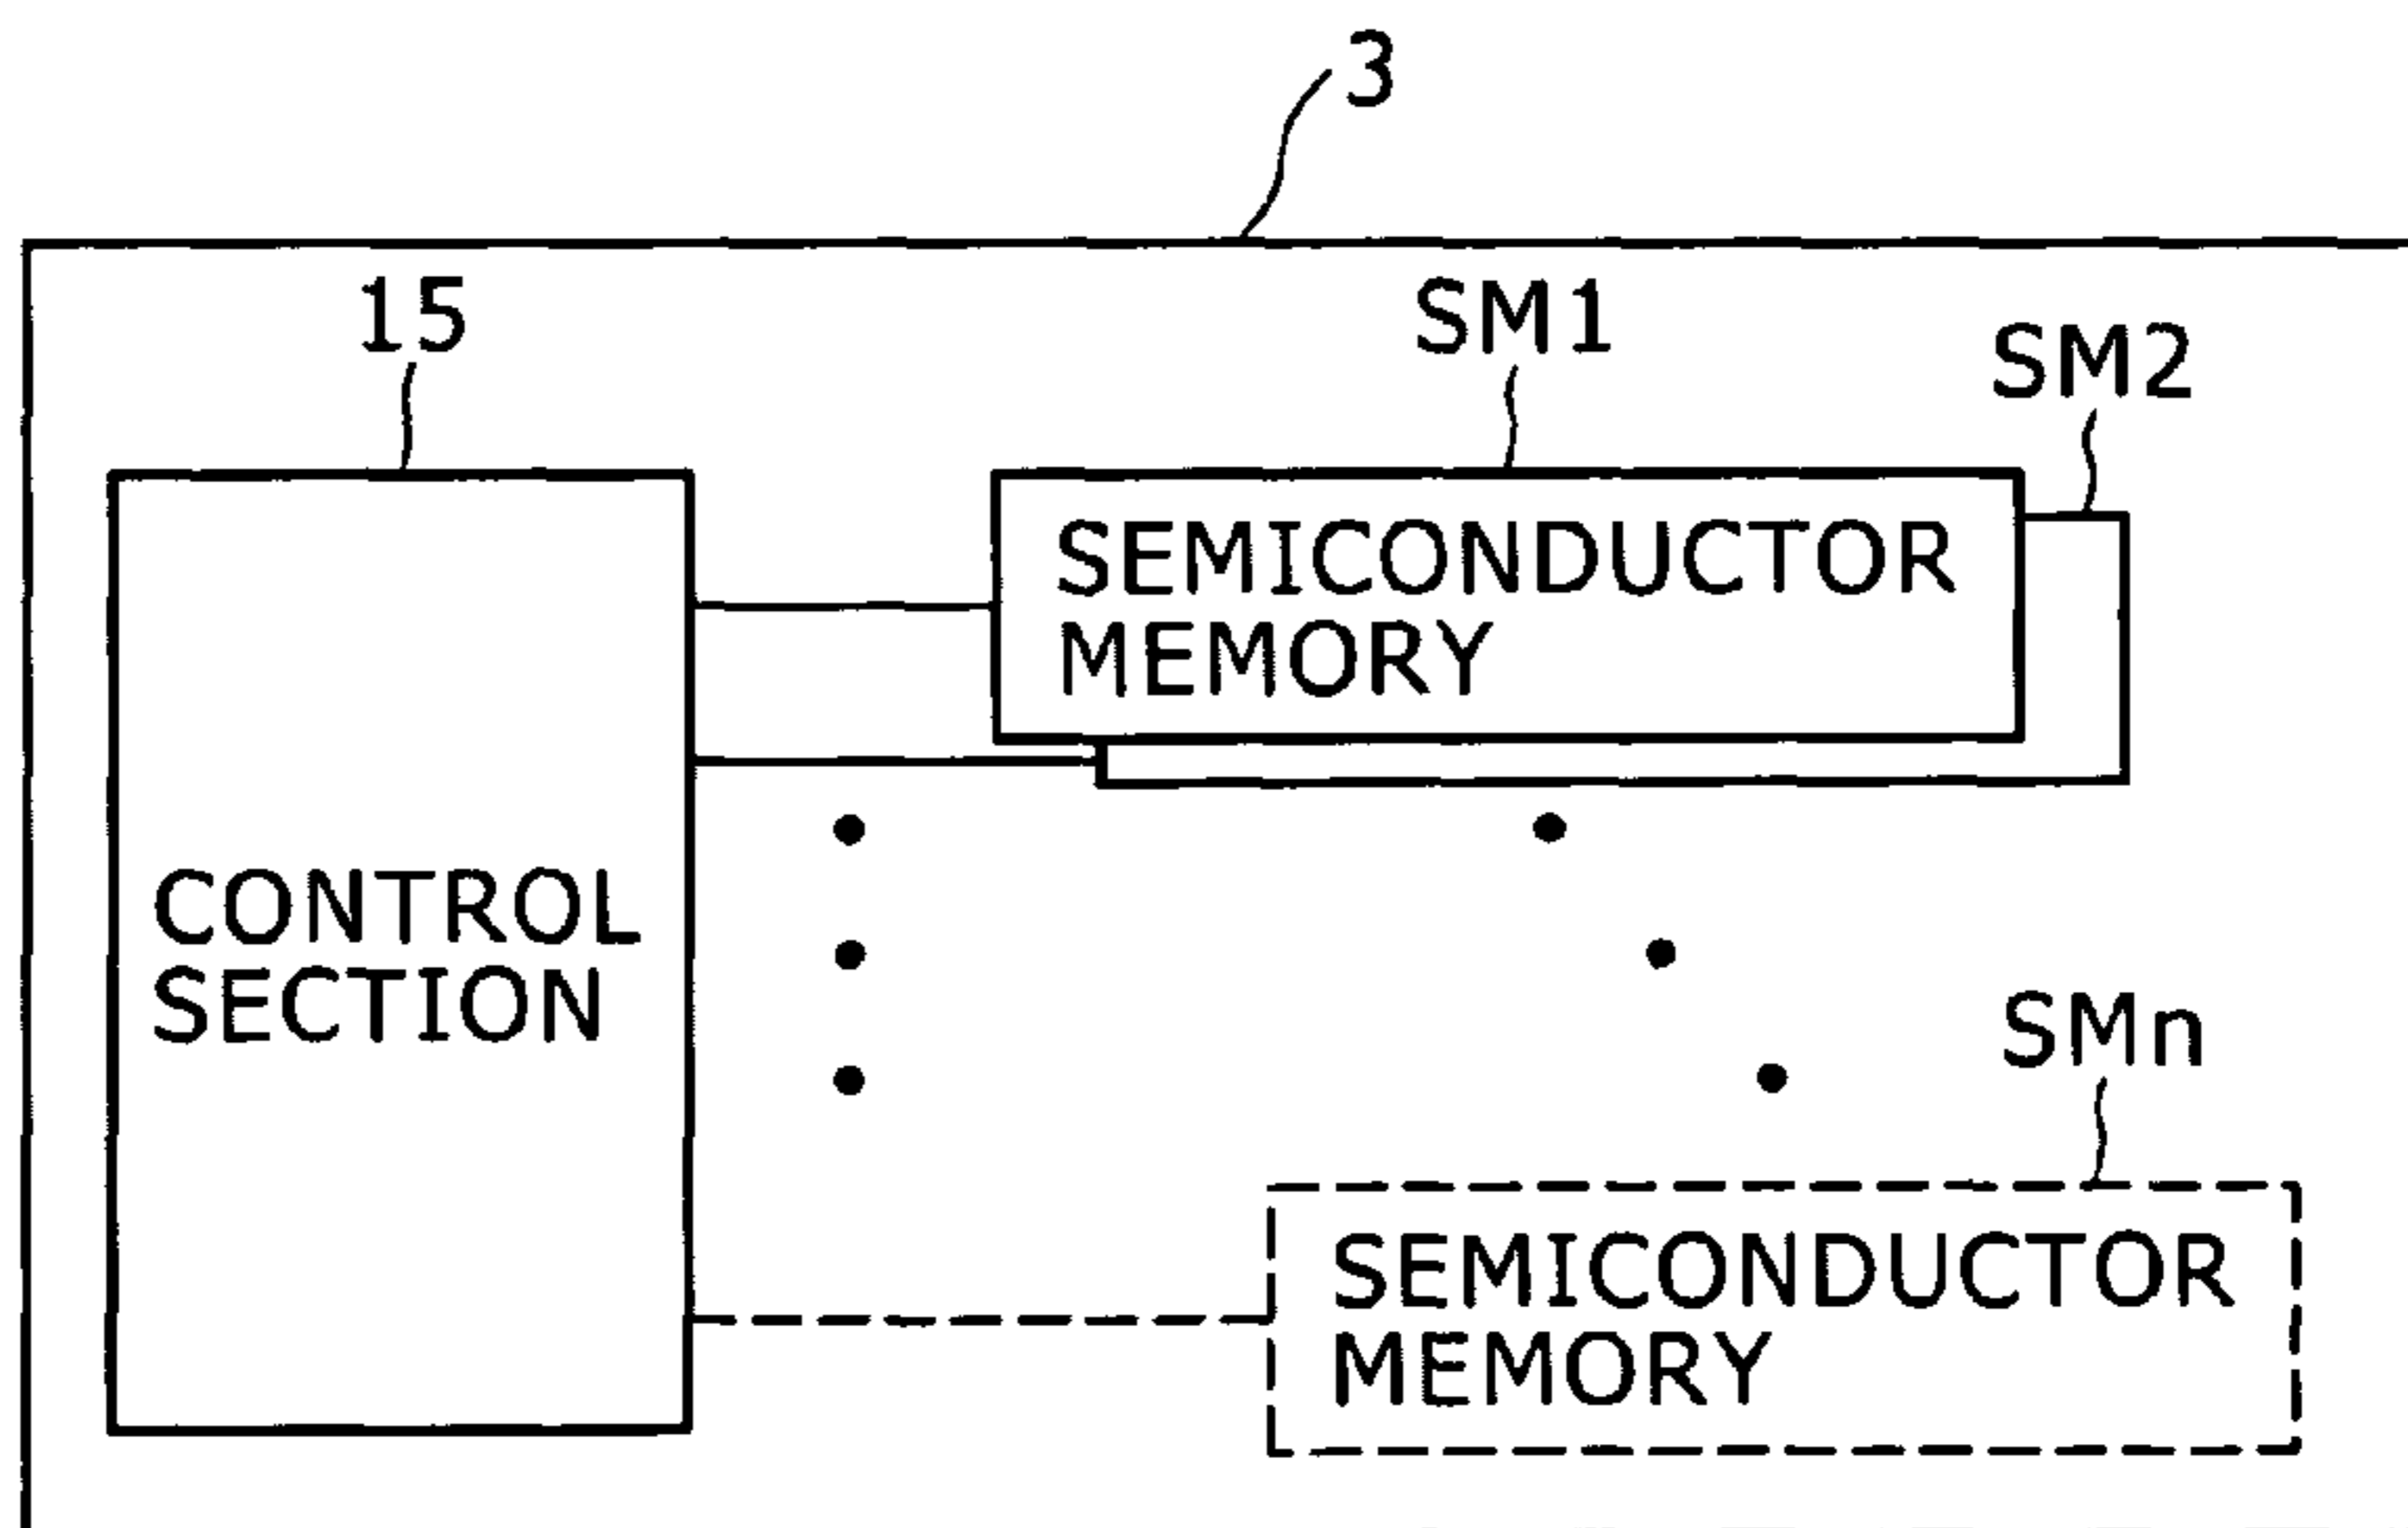 3
15
SM1
SM2
SEMICONDUCTOR
MEMORY
CONTROL
SECTION
SMn
SEMICONDUCTOR
MEMORY